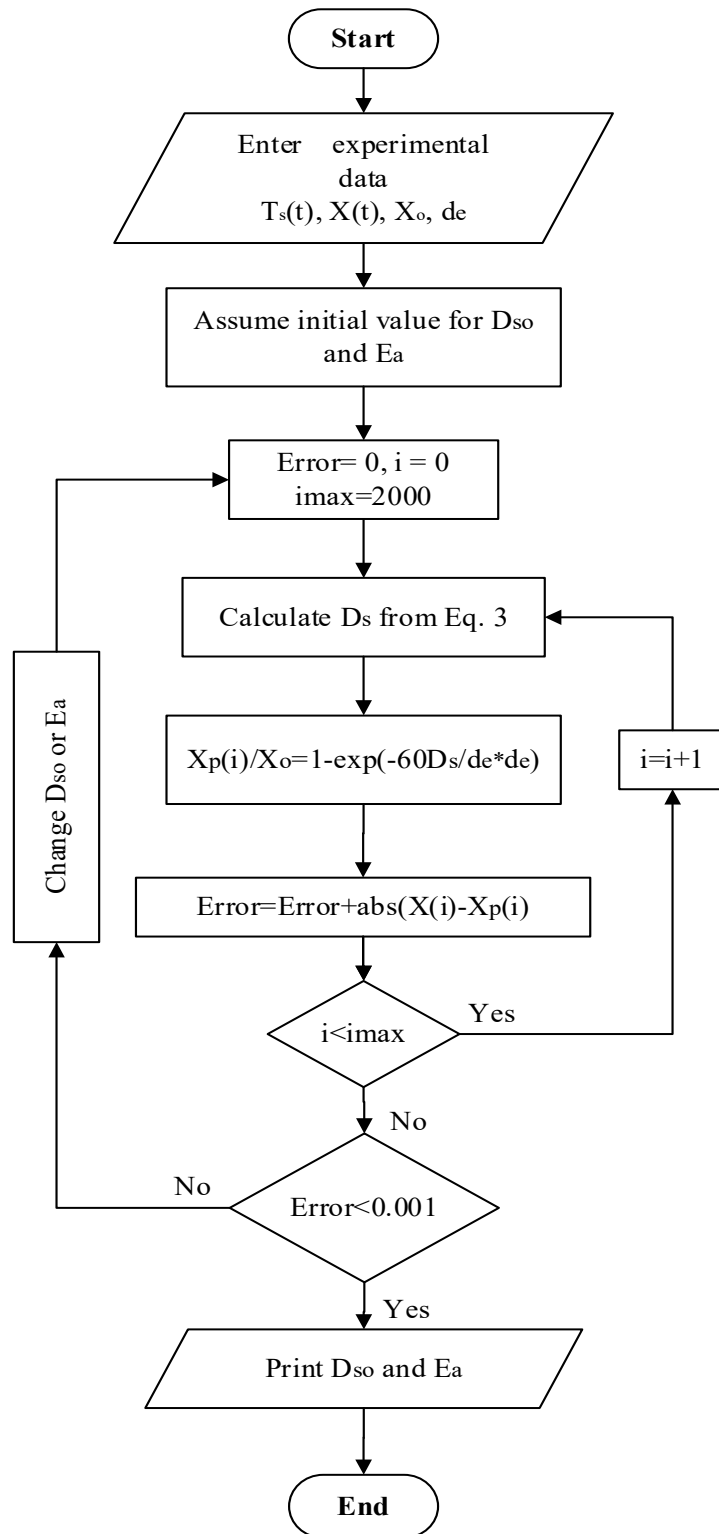 Start
Enter experimental
data
Ts(t), X(t), Xo, de
Assume initial value for Dso
and Ea
Error= 0, i = 0
imax=2000
Calculate Ds from Eq. 3
Change Dso or Ea
Xp(i)/Xo=1-exp(-60Ds/de*de)
i=i+1
Error=Error+abs(X(i)-Xp(i)
i<imax
Yes
No
No
Error<0.001
Yes
Print Dso and Ea
End